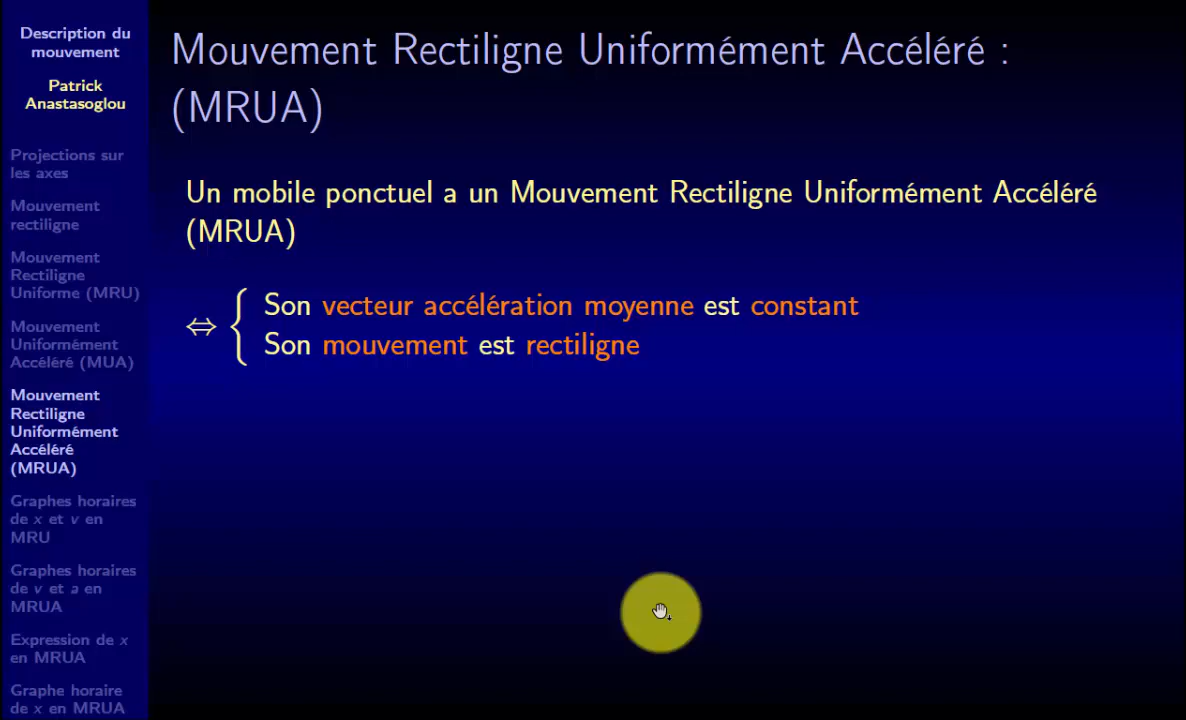 Description du
mouvement
Patrick
Anastasoglou
Projections sur
les axes
Mouvement
rectiligne
Mouvement
Rectiligne
Uniforme (MRU)
Mouvement
Uniformément
Accéléré (MUA)
Mouvement
Rectiligne
Uniformément
Accéléré
(MRUA)
Graphes horaires
de x et v en
MRU
Graphes horaires
de v et a en
MRUA
Expression de x
en MRUA
Graphe horaire
de x en MRUA
Mouvement Rectiligne Uniformément Accéléré :
(MRUA)
Un mobile ponctuel a un Mouvement Rectiligne Uniformément Accéléré
(MRUA)
⇔ { Son vecteur accélération moyenne est constant
Son mouvement est rectiligne